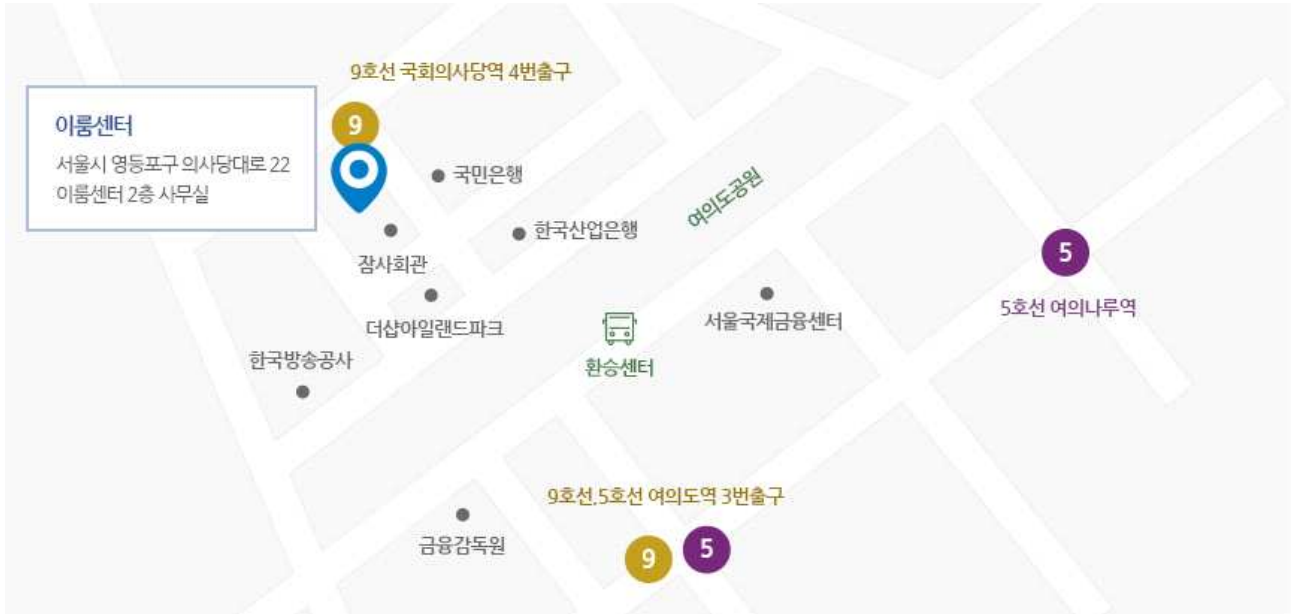 9호선 국회의사당역 4번출구
이룸센터
서울시 영등포구 의사당대로 22
이룸센터 2층 사무실
9
국민은행
한국산업은행
여의도공원
잠사회관
더샵아일랜드파크
한국방송공사
환승센터
서울국제금융센터
5
5호선 여의나루역
9호선.5호선 여의도역 3번출구
금융감독원
9
5